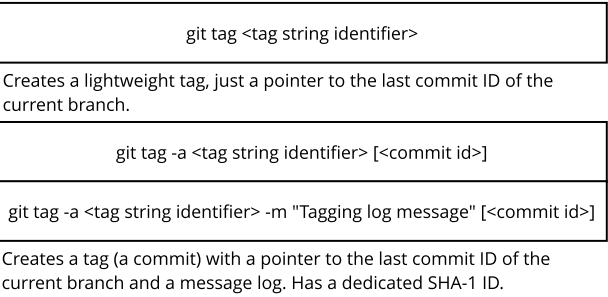 git tag <tag string identifier>
Creates a lightweight tag, just a pointer to the last commit ID of the
current branch.
git tag -a <tag string identifier> [<commit id>]
git tag -a <tag string identifier> -m "Tagging log message" [<commit id>]
Creates a tag (a commit) with a pointer to the last commit ID of the
current branch and a message log. Has a dedicated SHA-1 ID.